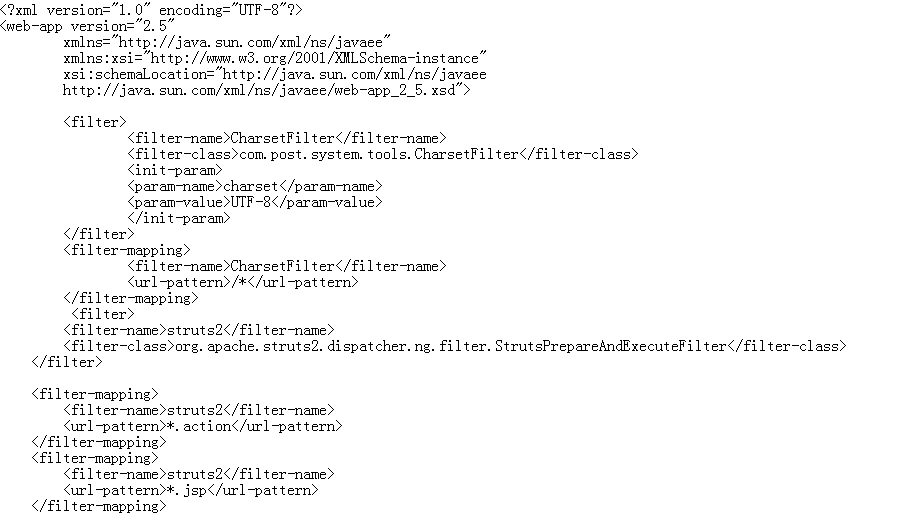 <?xml version="1.0" encoding="UTF-8"?>
<web-app version="2.5"
xmlns="http://java.sun.com/xml/ns/javaee"
xmlns:xsi="http://www.w3.org/2001/XMLSchema-instance"
xsi:schemaLocation="http://java.sun.com/xml/ns/javaee
http://java.sun.com/xml/ns/javaee/web-app_2_5.xsd">
<filter>
<filter-name>CharsetFilter</filter-name>
<filter-class>com.post.system.tools.CharsetFilter</filter-class>
<init-param>
<param-name>charset</param-name>
<param-value>UTF-8</param-value>
</init-param>
</filter>
<filter-mapping>
<filter-name>CharsetFilter</filter-name>
<url-pattern>/*</url-pattern>
</filter-mapping>
<filter>
<filter-name>struts2</filter-name>
<filter-class>org.apache.struts2.dispatcher.ng.filter.StrutsPrepareAndExecuteFilter</filter-class>
</filter>
<filter-mapping>
<filter-name>struts2</filter-name>
<url-pattern>*.action</url-pattern>
</filter-mapping>
<filter-mapping>
<filter-name>struts2</filter-name>
<url-pattern>*.jsp</url-pattern>
</filter-mapping>